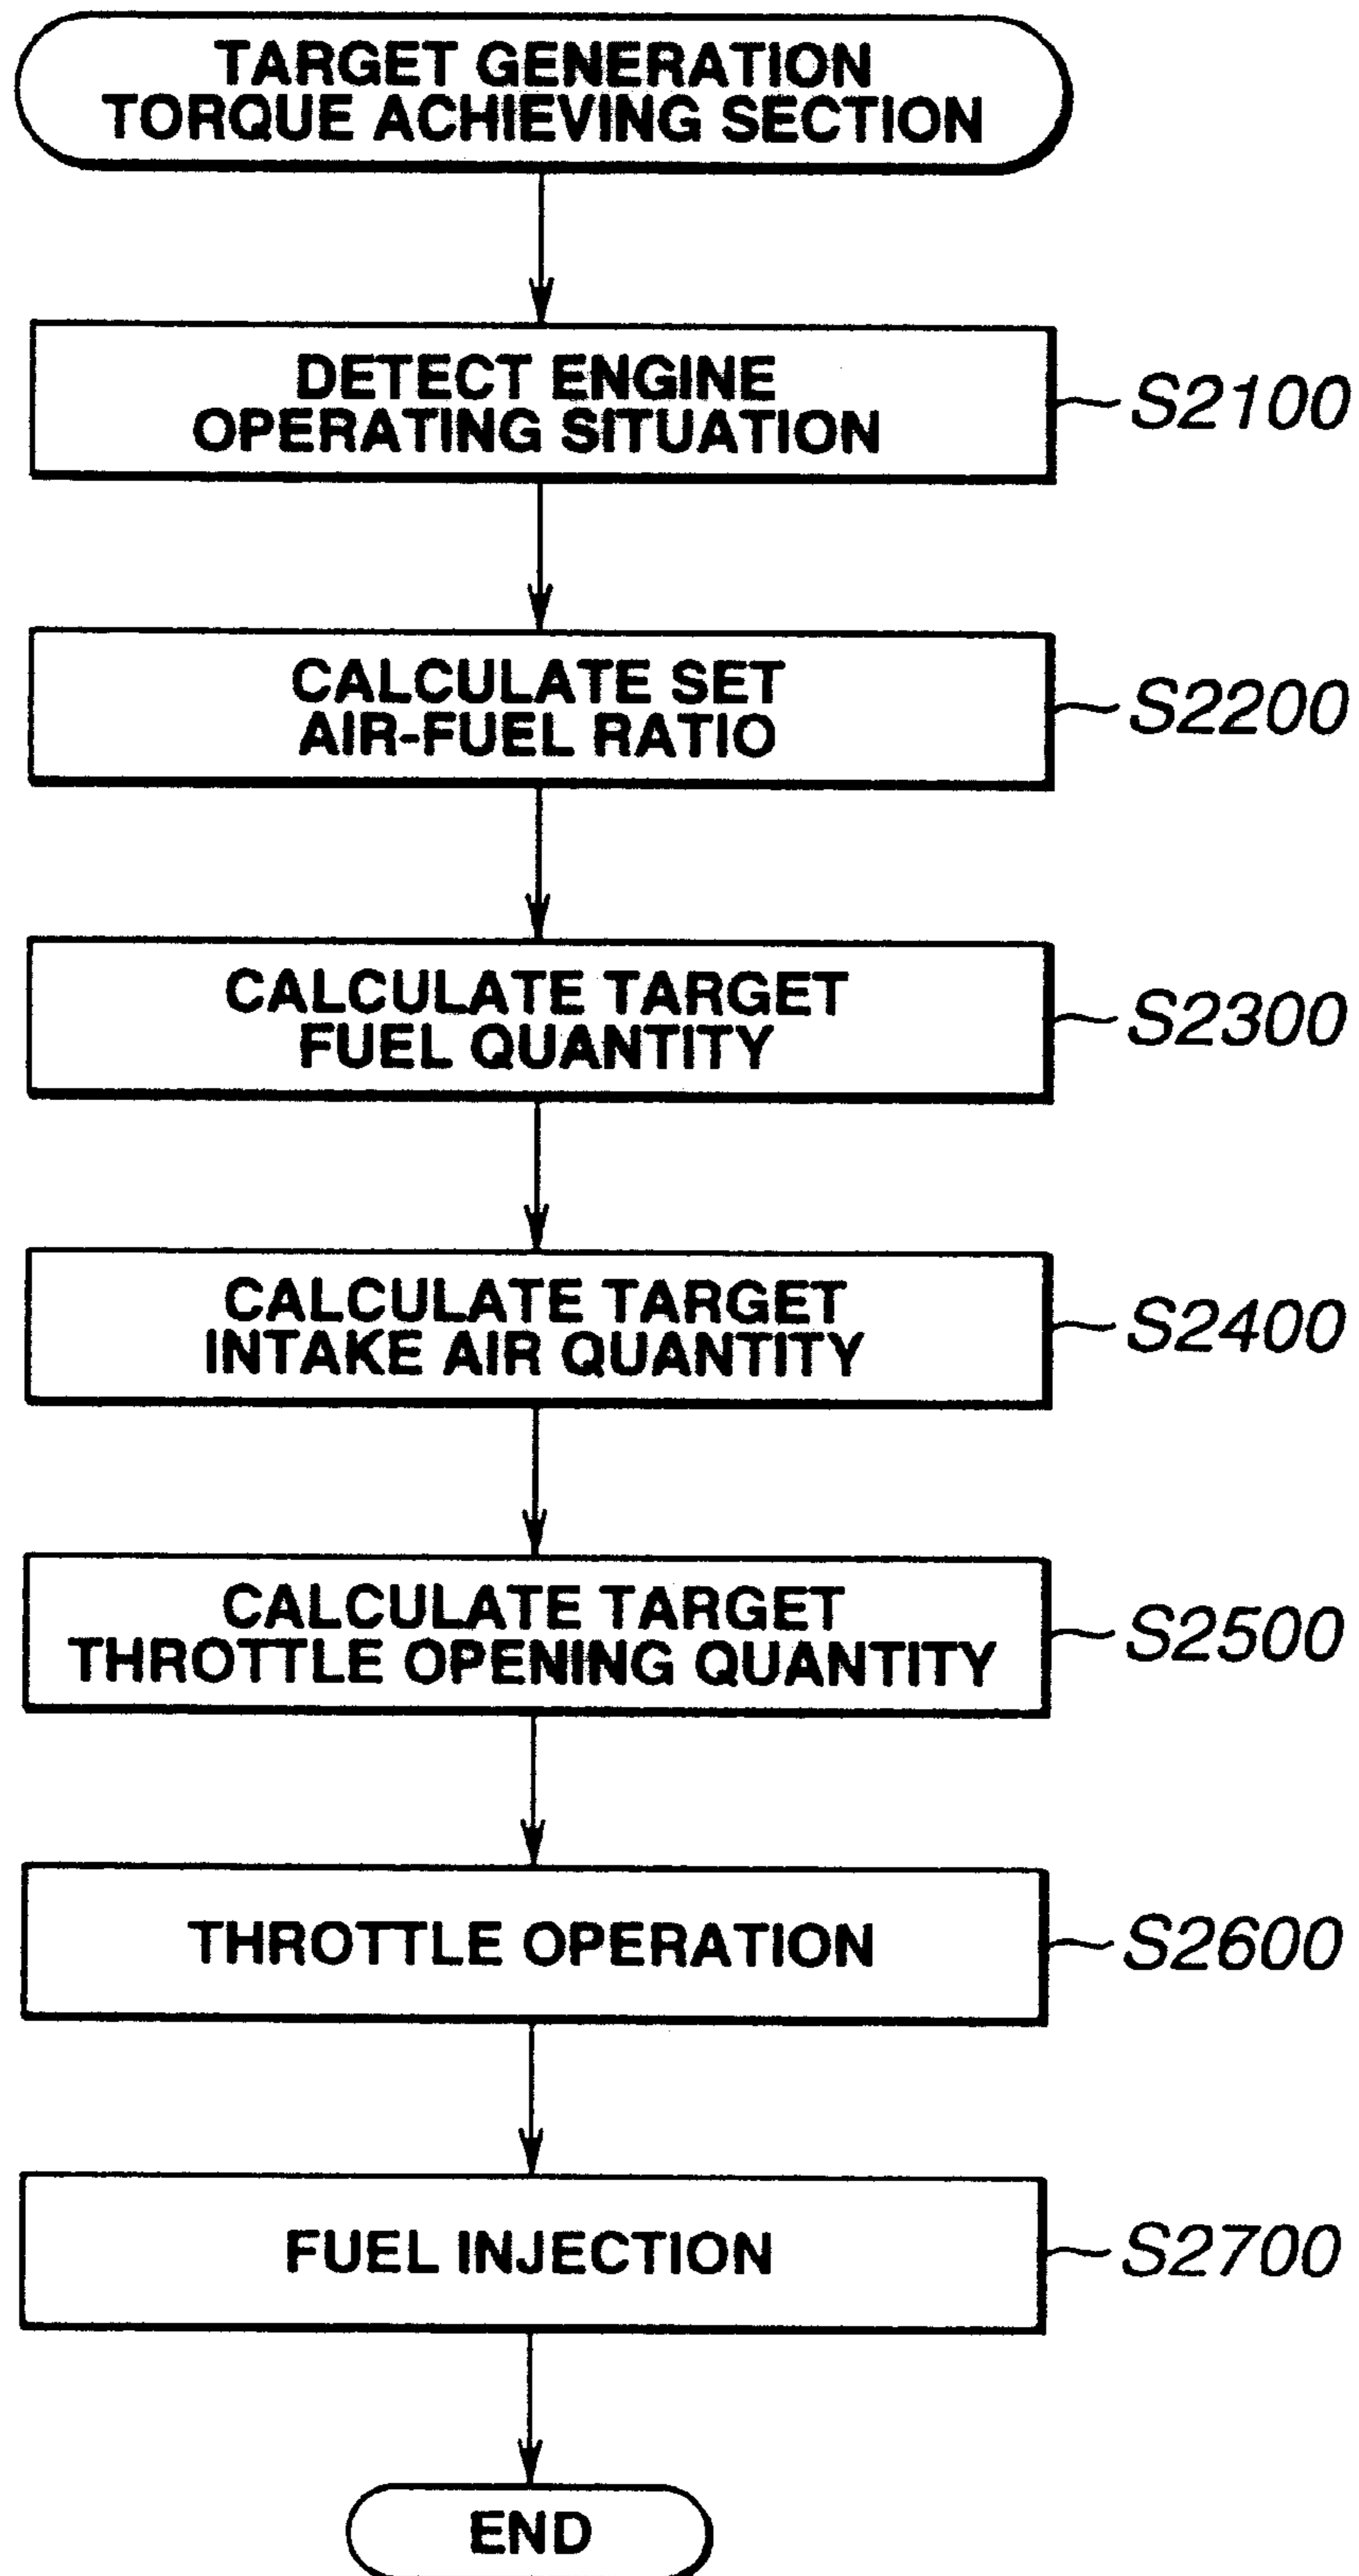 TARGET GENERATION
TORQUE ACHIEVING SECTION
DETECT ENGINE
OPERATING SITUATION
S2100
CALCULATE SET
AIR-FUEL RATIO
S2200
CALCULATE TARGET
FUEL QUANTITY
S2300
CALCULATE TARGET
INTAKE AIR QUANTITY
S2400
CALCULATE TARGET
THROTTLE OPENING QUANTITY
S2500
THROTTLE OPERATION
S2600
FUEL INJECTION
S2700
END